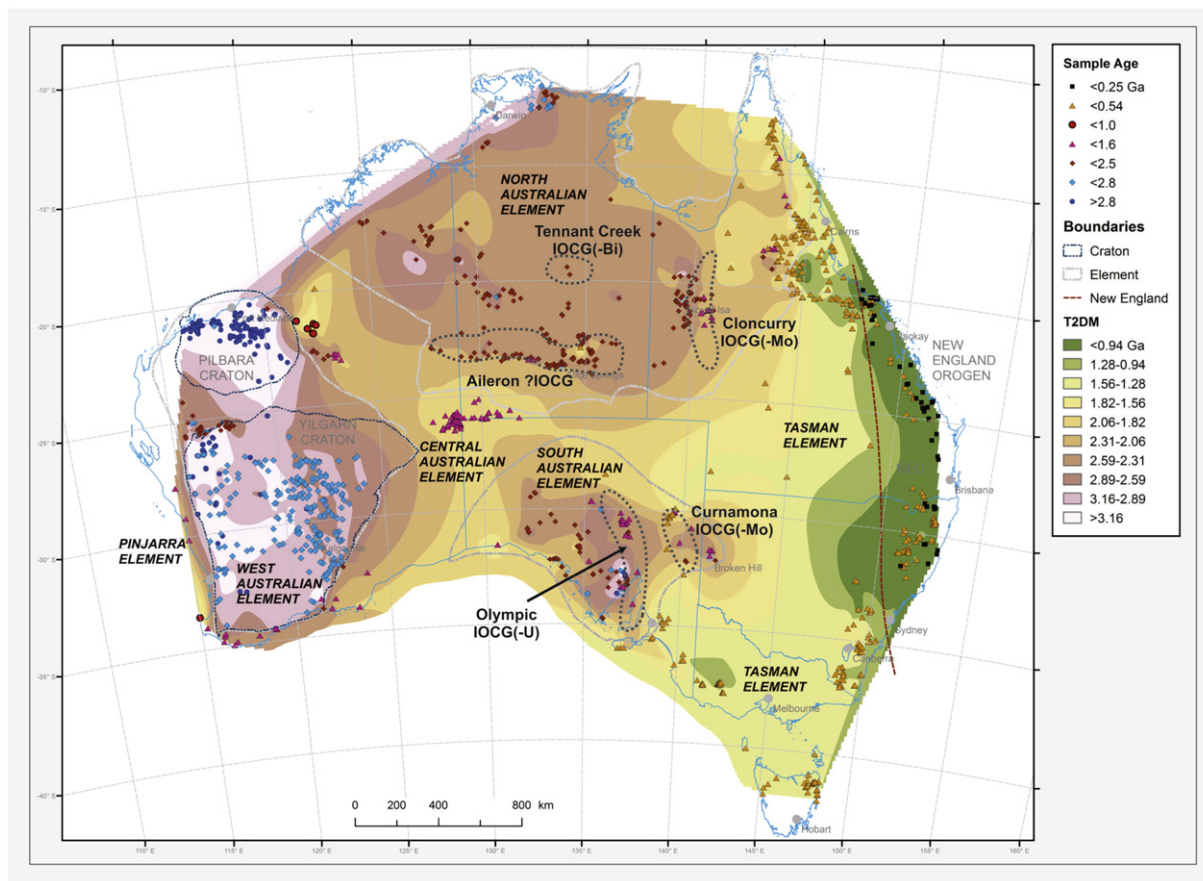 -10° S
-15° S
-20° S
-25° S
-30° S
-35° S
-40° S
110° E
115° E
120° E
125° E
130° E
135° E
140° E
145° E
150° E
155° E
160° E
Darwin
NORTH
AUSTRALIAN
ELEMENT
Tennant Creek
IOCG(-Bi)
Cairns
Cloncurry
IOCG(-Mo)
Aileron ?IOCG
PILBARA
CRATON
YILGARN
CRATON
CENTRAL
AUSTRALIAN
ELEMENT
SOUTH
AUSTRALIAN
ELEMENT
TASMAN
ELEMENT
NEW
ENGLAND
OROGEN
Brisbane
Curnamona
IOCG(-Mo)
Broken Hill
PINJARRA
ELEMENT
WEST
AUSTRALIAN
ELEMENT
Olympic
IOCG(-U)
Sydney
Canberra
TASMAN
ELEMENT
Melbourne
Hobart
0 200 400 800 km
Sample Age
<0.25 Ga
<0.54
<1.0
<1.6
<2.5
<2.8
>2.8
Boundaries
Craton
Element
New England
T2DM
<0.94 Ga
1.28-0.94
1.56-1.28
1.82-1.56
2.06-1.82
2.31-2.06
2.59-2.31
2.89-2.59
3.16-2.89
>3.16